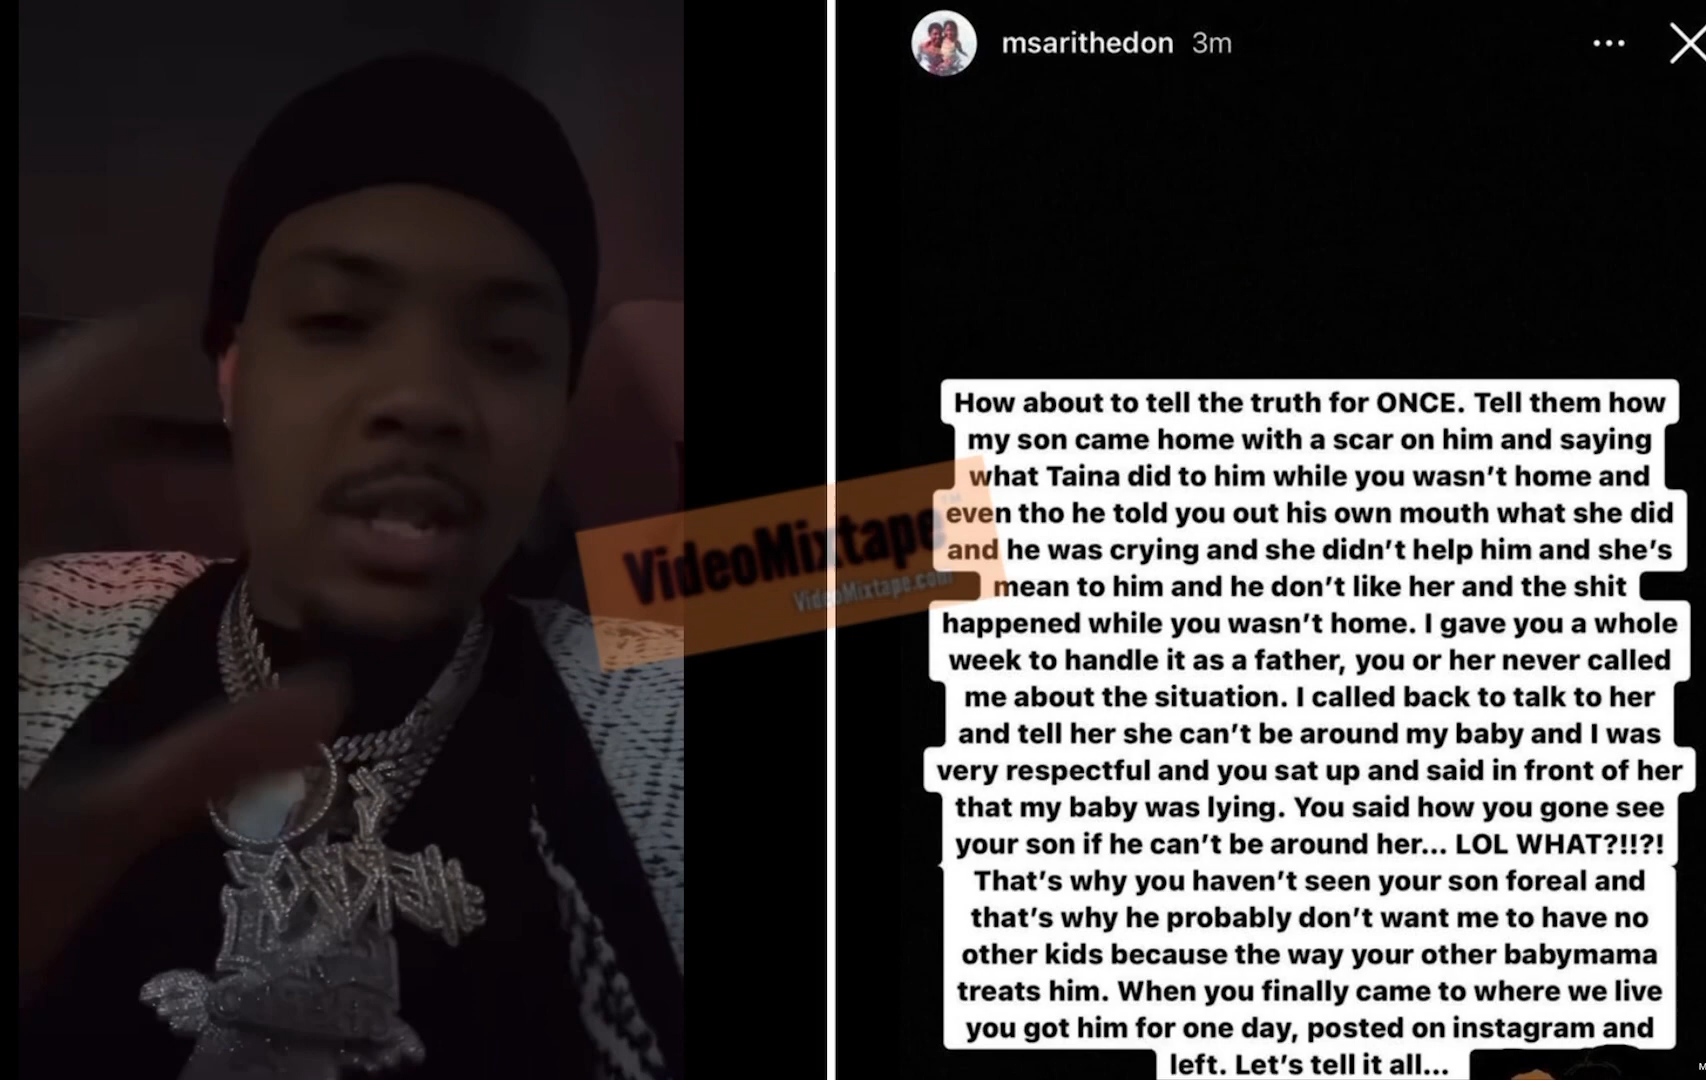 msarithedon 3m
How about to tell the truth for ONCE. Tell them how
my son came home with a scar on him and saying
what Taina did to him while you wasn't home and
even tho he told you out his own mouth what she did
and he was crying and she didn't help him and she's
mean to him and he don't like her and the shit
happened while you wasn't home. I gave you a whole
week to handle it as a father, you or her never called
me about the situation. I called back to talk to her
and tell her she can't be around my baby and I was
very respectful and you sat up and said in front of her
that my baby was lying. You said how you gone see
your son if he can't be around her... LOL WHAT?!!?!
That's why you haven't seen your son foreal and
that's why he probably don't want me to have no
other kids because the way your other babymama
treats him. When you finally came to where we live
you got him for one day, posted on instagram and
left. Let's tell it all...
VideoMixtape™
VideoMixtape.com